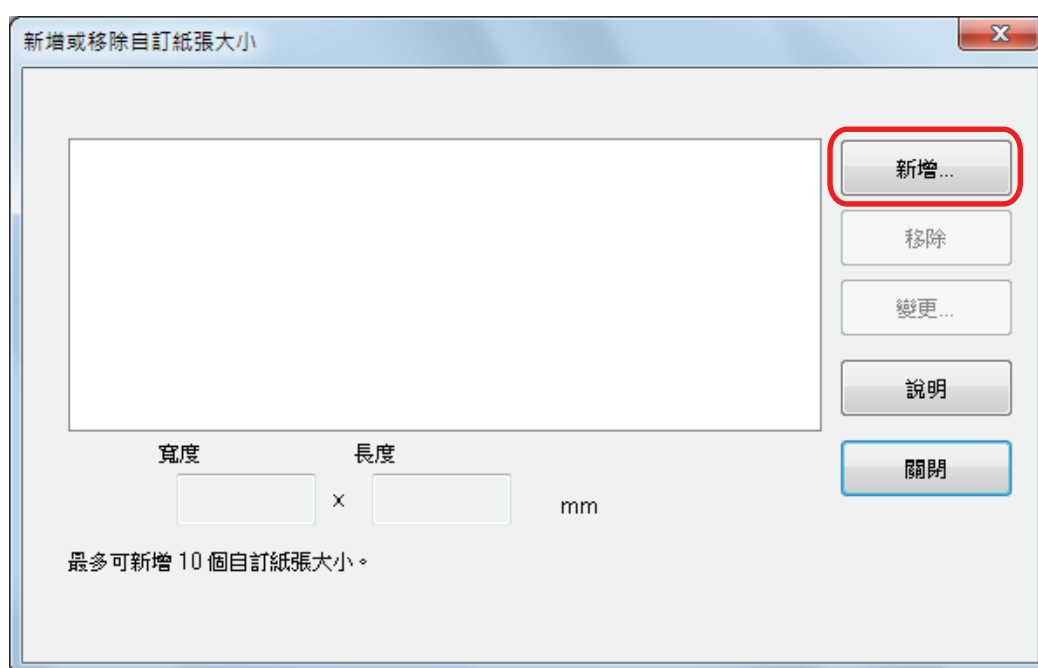 新增或移除自訂紙張大小
新增...
移除
變更...
說明
關閉
寬度 長度
× mm
最多可新增 10 個自訂紙張大小。